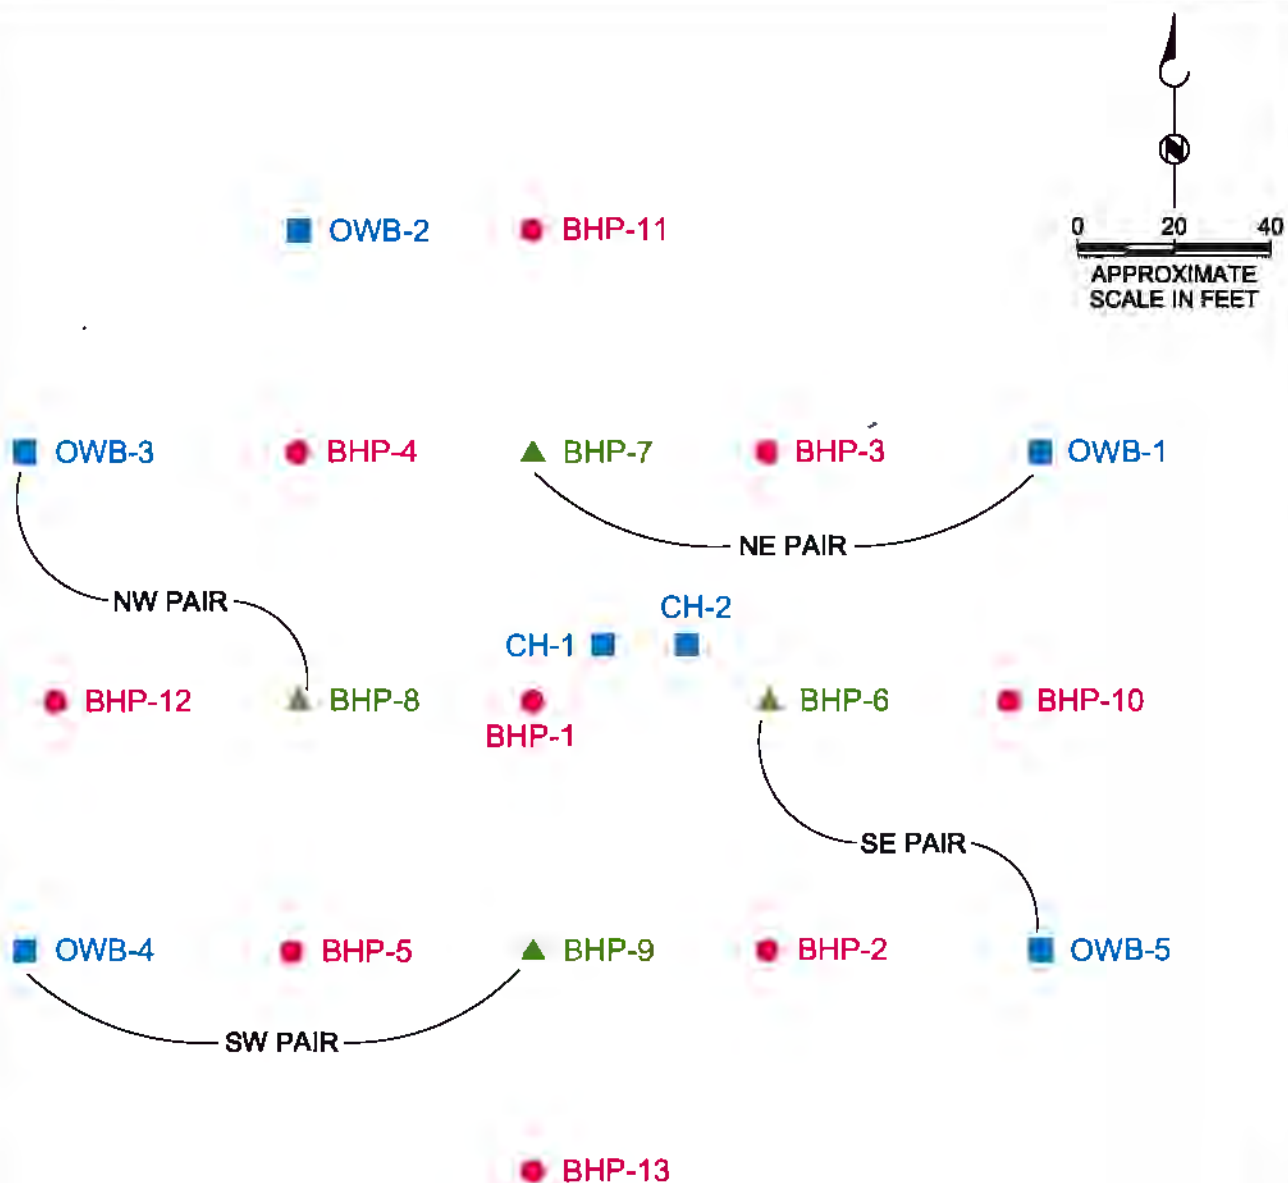 N
0 20 40
APPROXIMATE
SCALE IN FEET
OWB-2 BHP-11
OWB-3 BHP-4 BHP-7 BHP-3 OWB-1
NE PAIR
NW PAIR
CH-2
CH-1
BHP-12 BHP-8 BHP-6 BHP-10
BHP-1
SE PAIR
OWB-4 BHP-5 BHP-9 BHP-2 OWB-5
SW PAIR
BHP-13